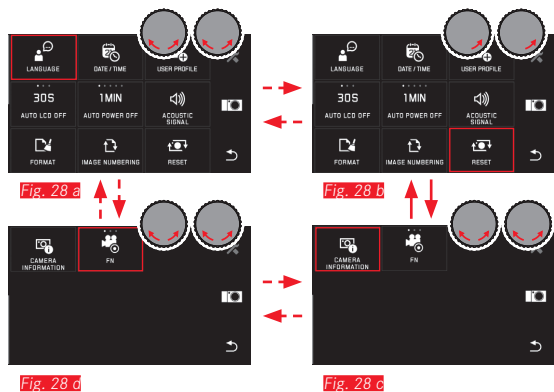 LANGUAGE
DATE / TIME
USER PROFILE
30S
1MIN
AUTO LCD OFF
AUTO POWER OFF
ACOUSTIC
SIGNAL
FORMAT
IMAGE NUMBERING
RESET
Fig. 28 a
LANGUAGE
DATE / TIME
USER PROFILE
30S
1MIN
AUTO LCD OFF
AUTO POWER OFF
ACOUSTIC
SIGNAL
FORMAT
IMAGE NUMBERING
RESET
Fig. 28 b
CAMERA
INFORMATION
FN
Fig. 28 d
CAMERA
INFORMATION
FN
Fig. 28 c